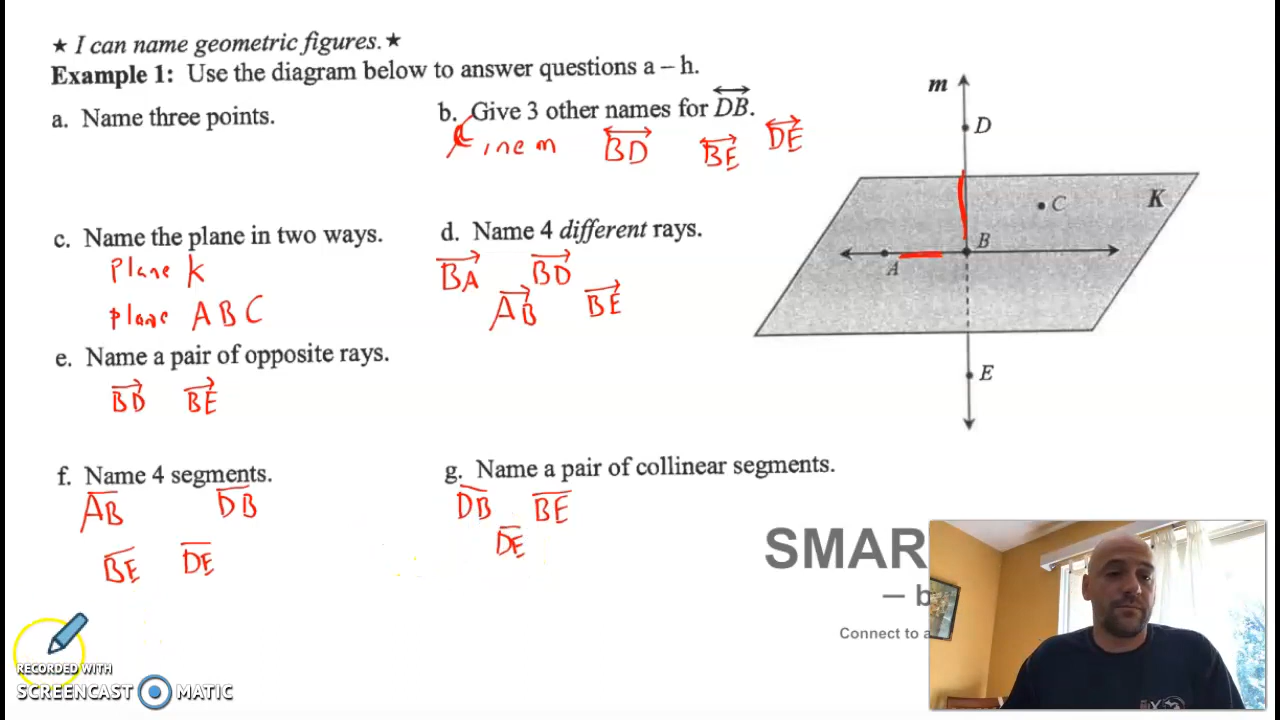 ★ I can name geometric figures. ★
Example 1: Use the diagram below to answer questions a – h.
a. Name three points.
b. Give 3 other names for DB.
Line m BD BE DE
c. Name the plane in two ways.
Plane K
Plane ABC
d. Name 4 different rays.
BA BD
AB BE
e. Name a pair of opposite rays.
BD BE
f. Name 4 segments.
AB DB
BE DE
g. Name a pair of collinear segments.
DB BE
DE
m
D
C
K
B
A
E
SMAR
– b
Connect to a
RECORDED WITH
SCREENCAST MATIC